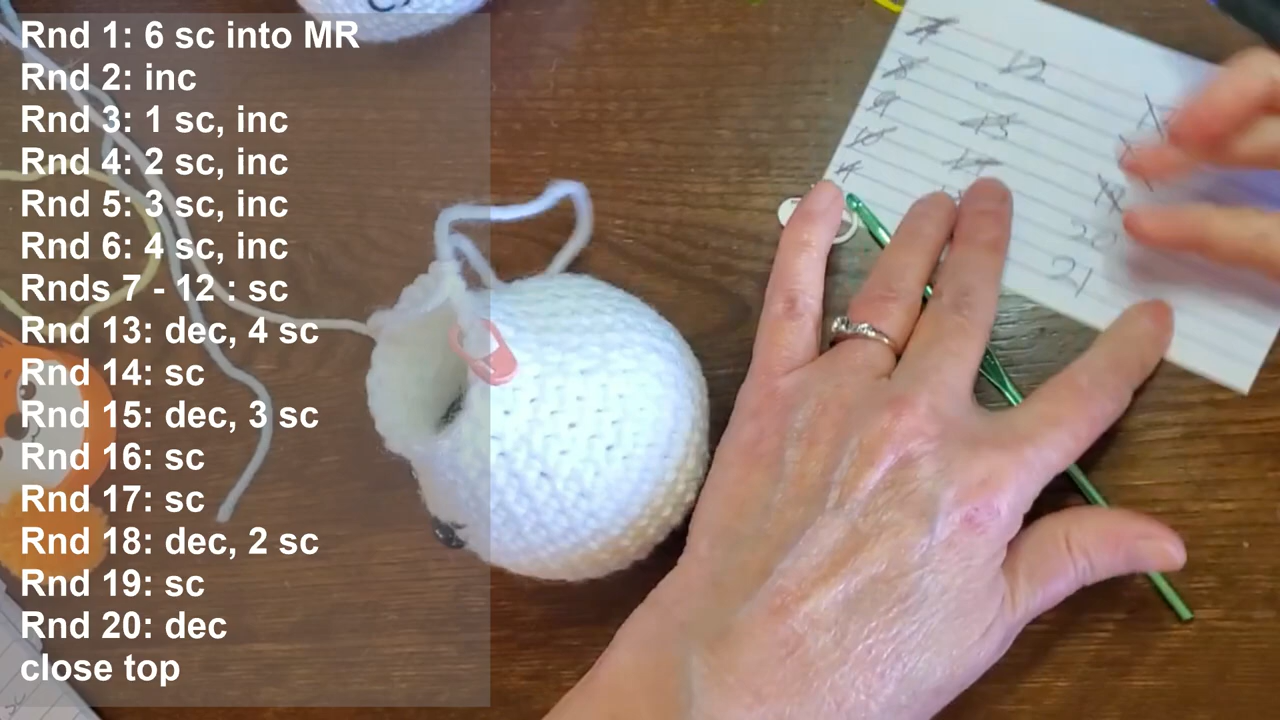 Rnd 1: 6 sc into MR
Rnd 2: inc
Rnd 3: 1 sc, inc
Rnd 4: 2 sc, inc
Rnd 5: 3 sc, inc
Rnd 6: 4 sc, inc
Rnds 7 - 12 : sc
Rnd 13: dec, 4 sc
Rnd 14: sc
Rnd 15: dec, 3 sc
Rnd 16: sc
Rnd 17: sc
Rnd 18: dec, 2 sc
Rnd 19: sc
Rnd 20: dec
close top
12
20
21